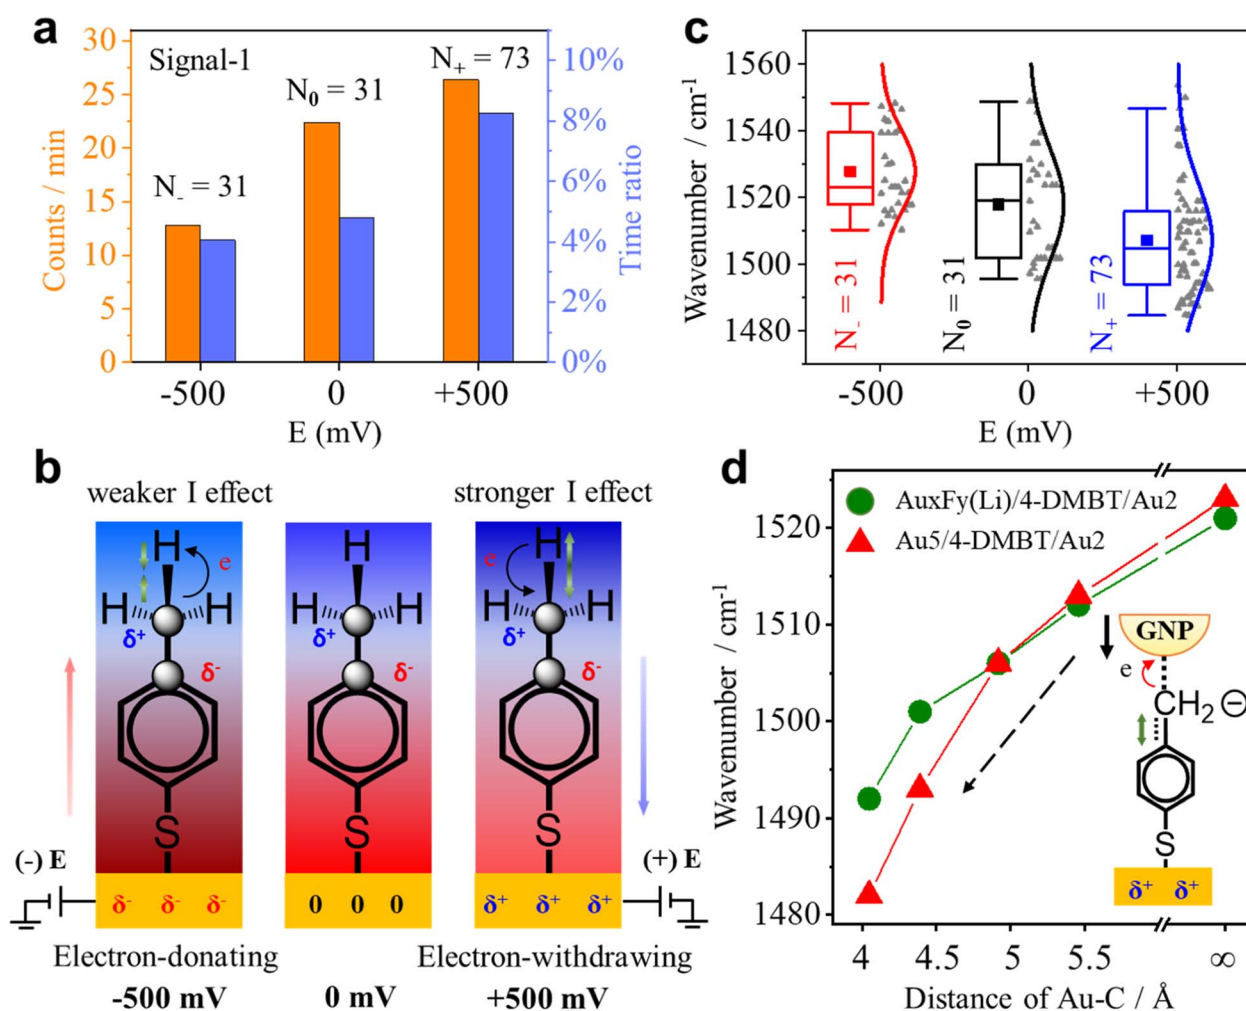 a
Signal-1
N₋ = 31
N₀ = 31
N₊ = 73
30
25
20
15
10
5
0
Counts / min
10%
8%
6%
4%
2%
0%
Time ratio
-500 0 +500
E (mV)
c
1560
1540
1520
1500
1480
Wavenumber / cm⁻¹
N₋ = 31
N₀ = 31
N₊ = 73
-500 0 +500
E (mV)
b
weaker I effect
stronger I effect
H
e
H H
δ⁺
δ⁻
S
H
H H
δ⁺
δ⁻
S
H
e
H H
δ⁺
δ⁻
S
(-) E
(+) E
δ⁻ δ⁻ δ⁻
0 0 0
δ⁺ δ⁺ δ⁺
Electron-donating
Electron-withdrawing
-500 mV
0 mV
+500 mV
d
AuxFy(Li)/4-DMBT/Au2
Au5/4-DMBT/Au2
1520
1510
1500
1490
1480
Wavenumber / cm⁻¹
GNP
e
CH₂ ⊖
S
δ⁺ δ⁺
4 4.5 5 5.5 ∞
Distance of Au-C / Å